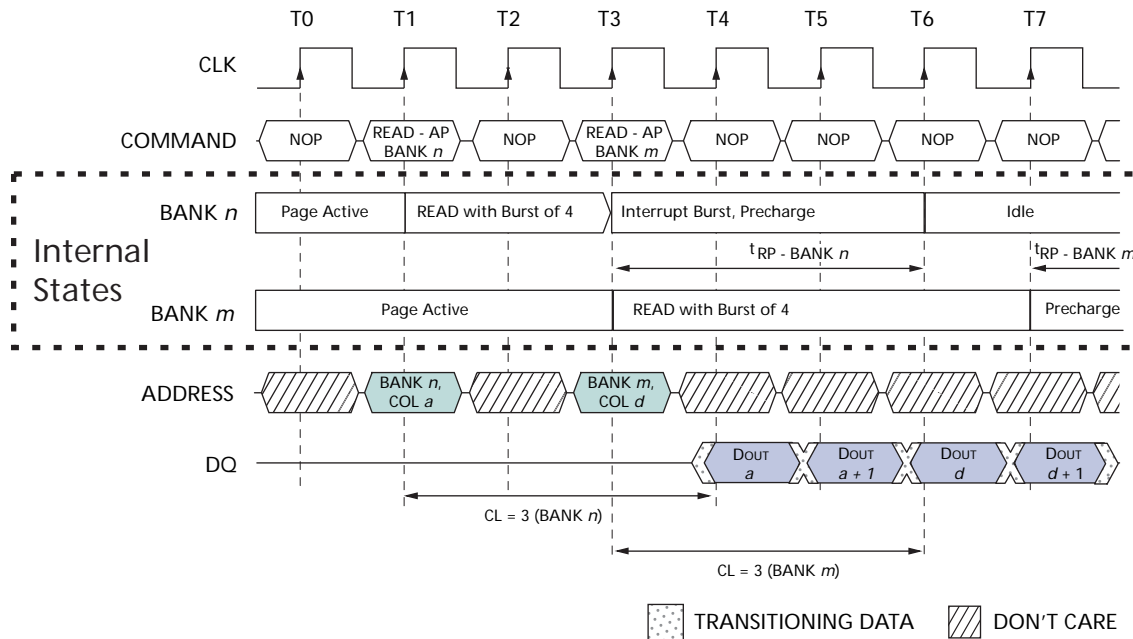 T0 T1 T2 T3 T4 T5 T6 T7
CLK
COMMAND NOP READ - AP BANK n NOP READ - AP BANK m NOP NOP NOP NOP
BANK n Page Active READ with Burst of 4 Interrupt Burst, Precharge Idle
Internal States
tRP - BANK n tRP - BANK m
BANK m Page Active READ with Burst of 4 Precharge
ADDRESS BANK n, COL a BANK m, COL d
DQ DOUT a DOUT a + 1 DOUT d DOUT d + 1
CL = 3 (BANK n)
CL = 3 (BANK m)
TRANSITIONING DATA DON'T CARE